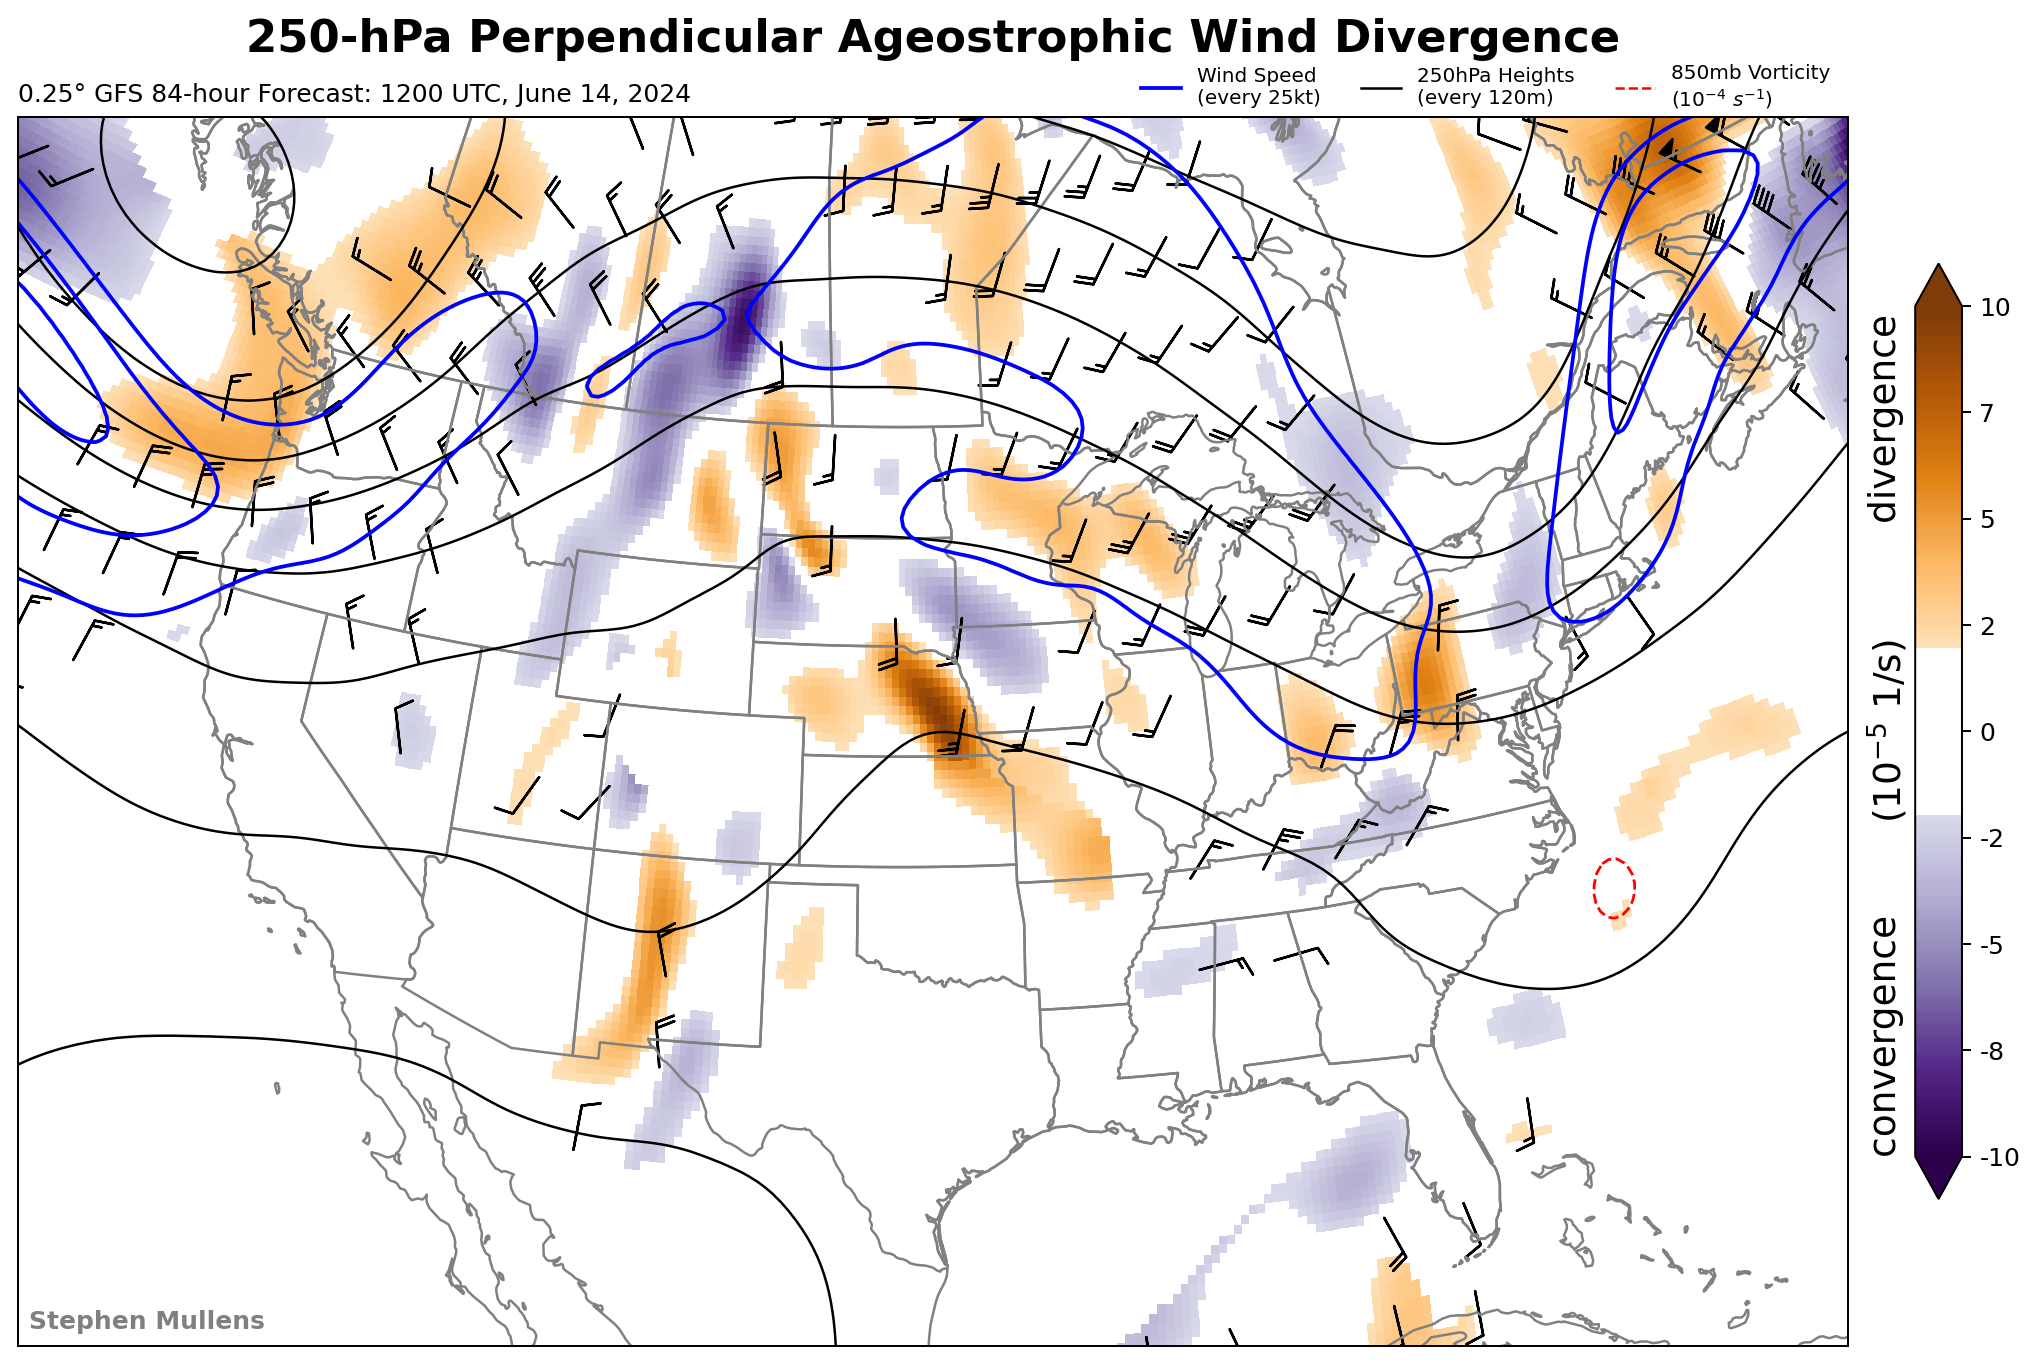 250-hPa Perpendicular Ageostrophic Wind Divergence
0.25° GFS 84-hour Forecast: 1200 UTC, June 14, 2024
Wind Speed
(every 25kt)
250hPa Heights
(every 120m)
850mb Vorticity
(10⁻⁴ s⁻¹)
10
7
5
2
0
-2
-5
-8
-10
convergence (10⁻⁵ 1/s) divergence
Stephen Mullens